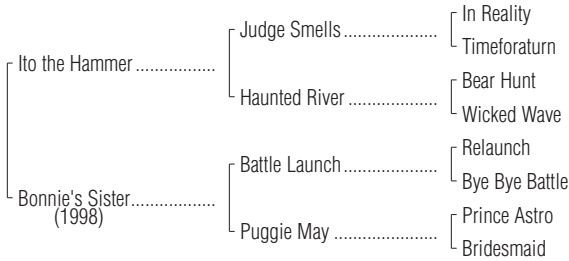 In Reality
Judge Smells ....................
Timeforaturn
Ito the Hammer .................
Bear Hunt
Haunted River ...................
Wicked Wave
Relaunch
Battle Launch ....................
Bye Bye Battle
Bonnie's Sister ..................
(1998)
Prince Astro
Puggie May ......................
Bridesmaid